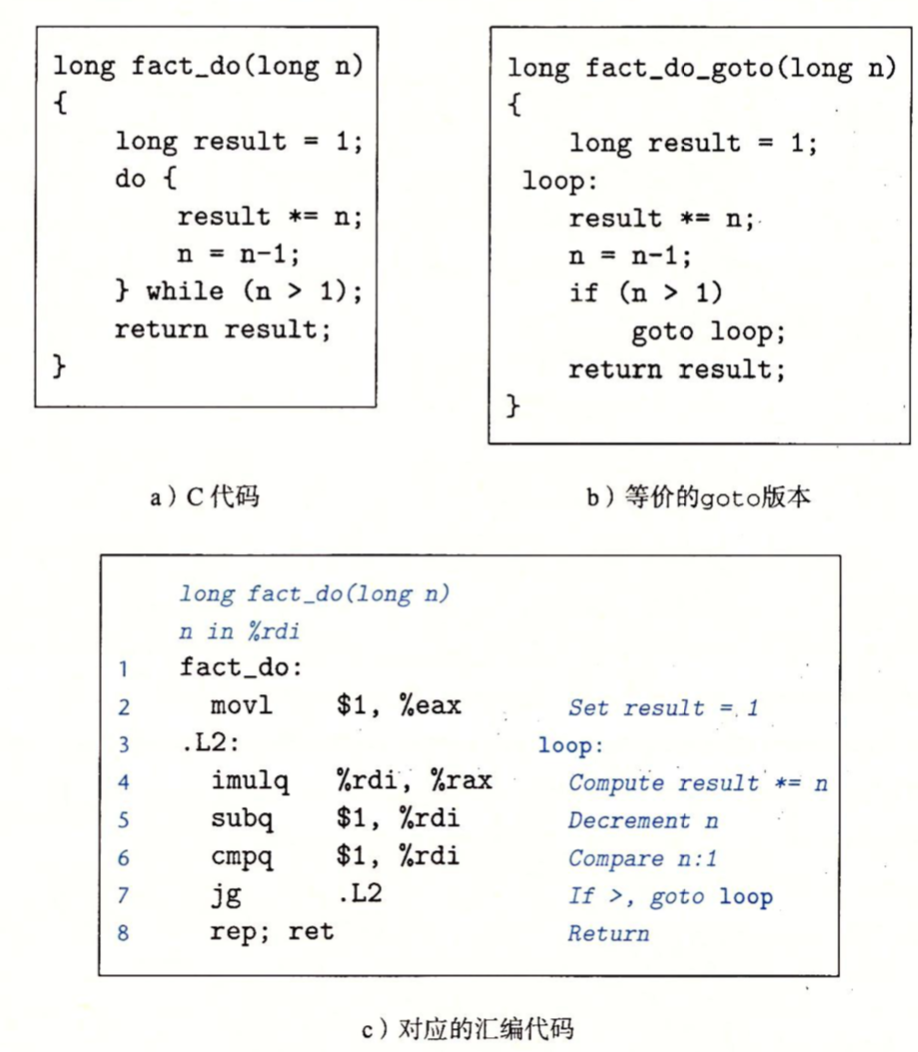 long fact_do(long n)
{
    long result = 1;
    do {
        result *= n;
        n = n-1;
    } while (n > 1);
    return result;
}
long fact_do_goto(long n)
{
    long result = 1;
 loop:
    result *= n;
    n = n-1;
    if (n > 1)
        goto loop;
    return result;
}
a）C 代码
b）等价的goto版本
long fact_do(long n)
n in %rdi
1 fact_do:
2 movl $1, %eax Set result = 1
3 .L2: loop:
4 imulq %rdi, %rax Compute result *= n
5 subq $1, %rdi Decrement n
6 cmpq $1, %rdi Compare n:1
7 jg .L2 If >, goto loop
8 rep; ret Return
c）对应的汇编代码